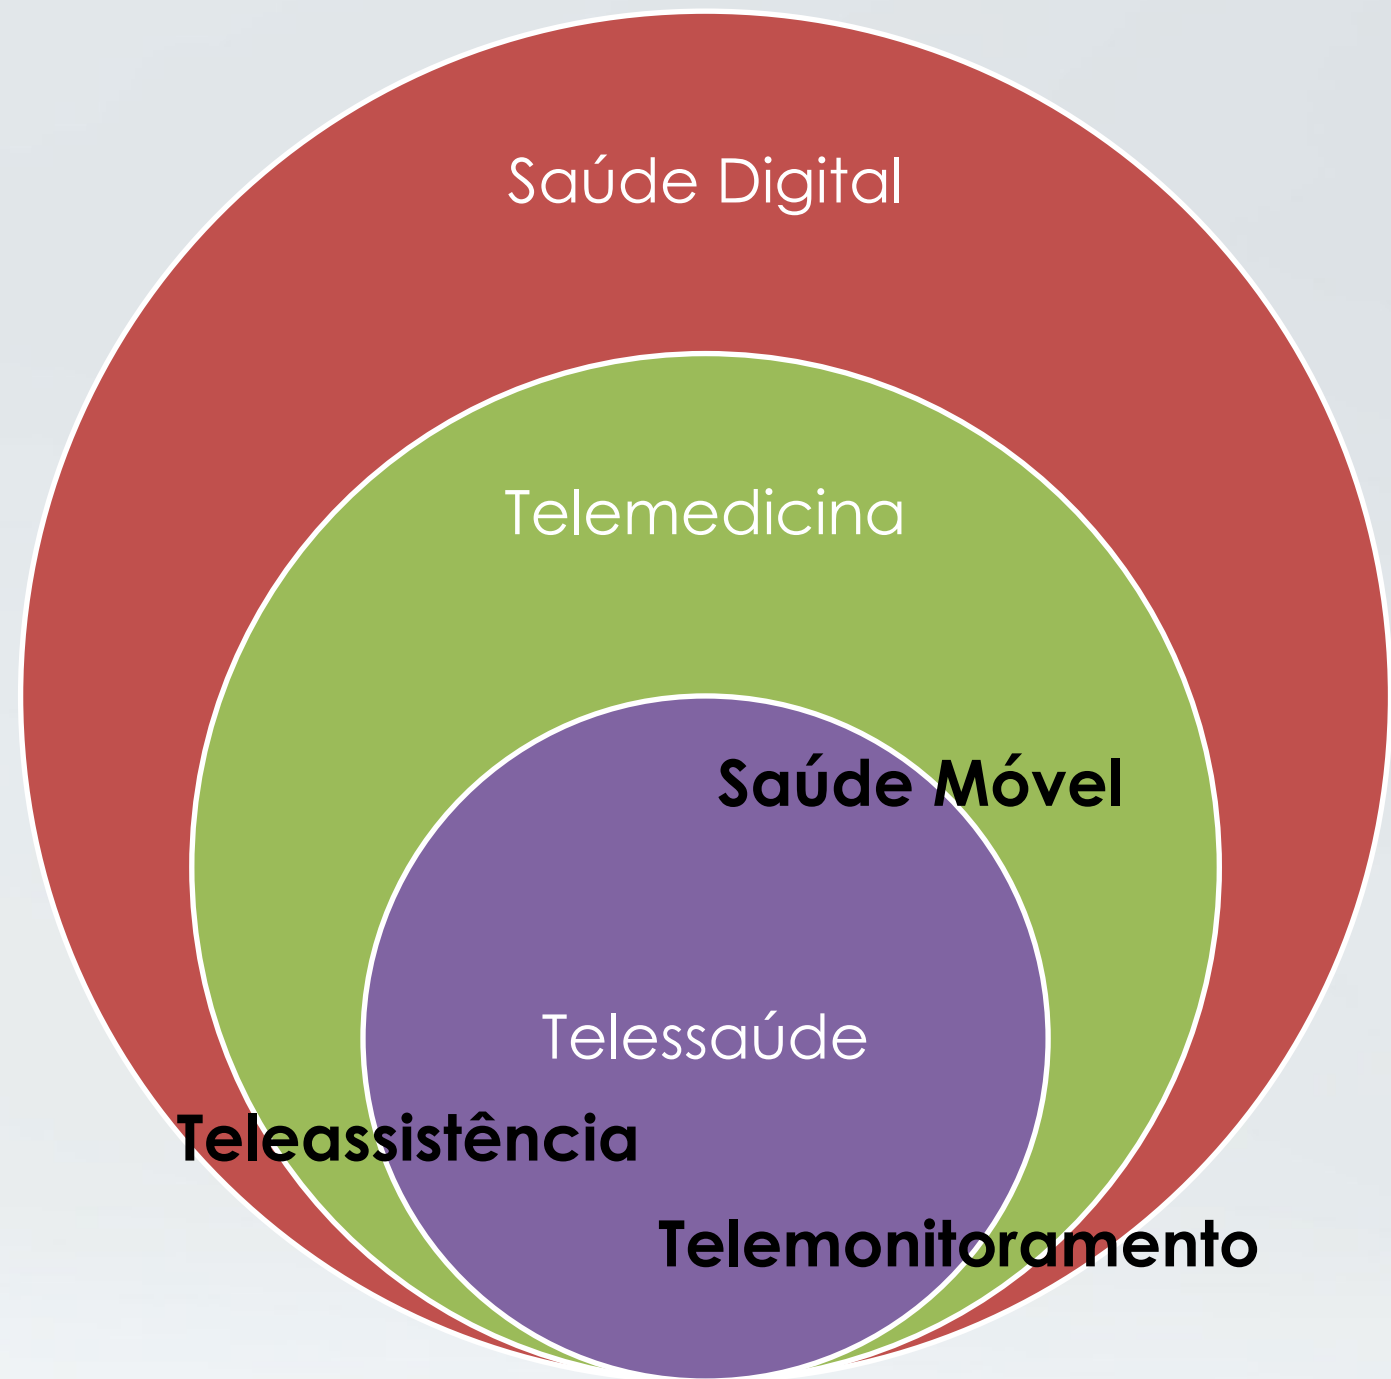 Saúde Digital
Telemedicina
Saúde Móvel
Telessaúde
Teleassistência
Telemonitoramento